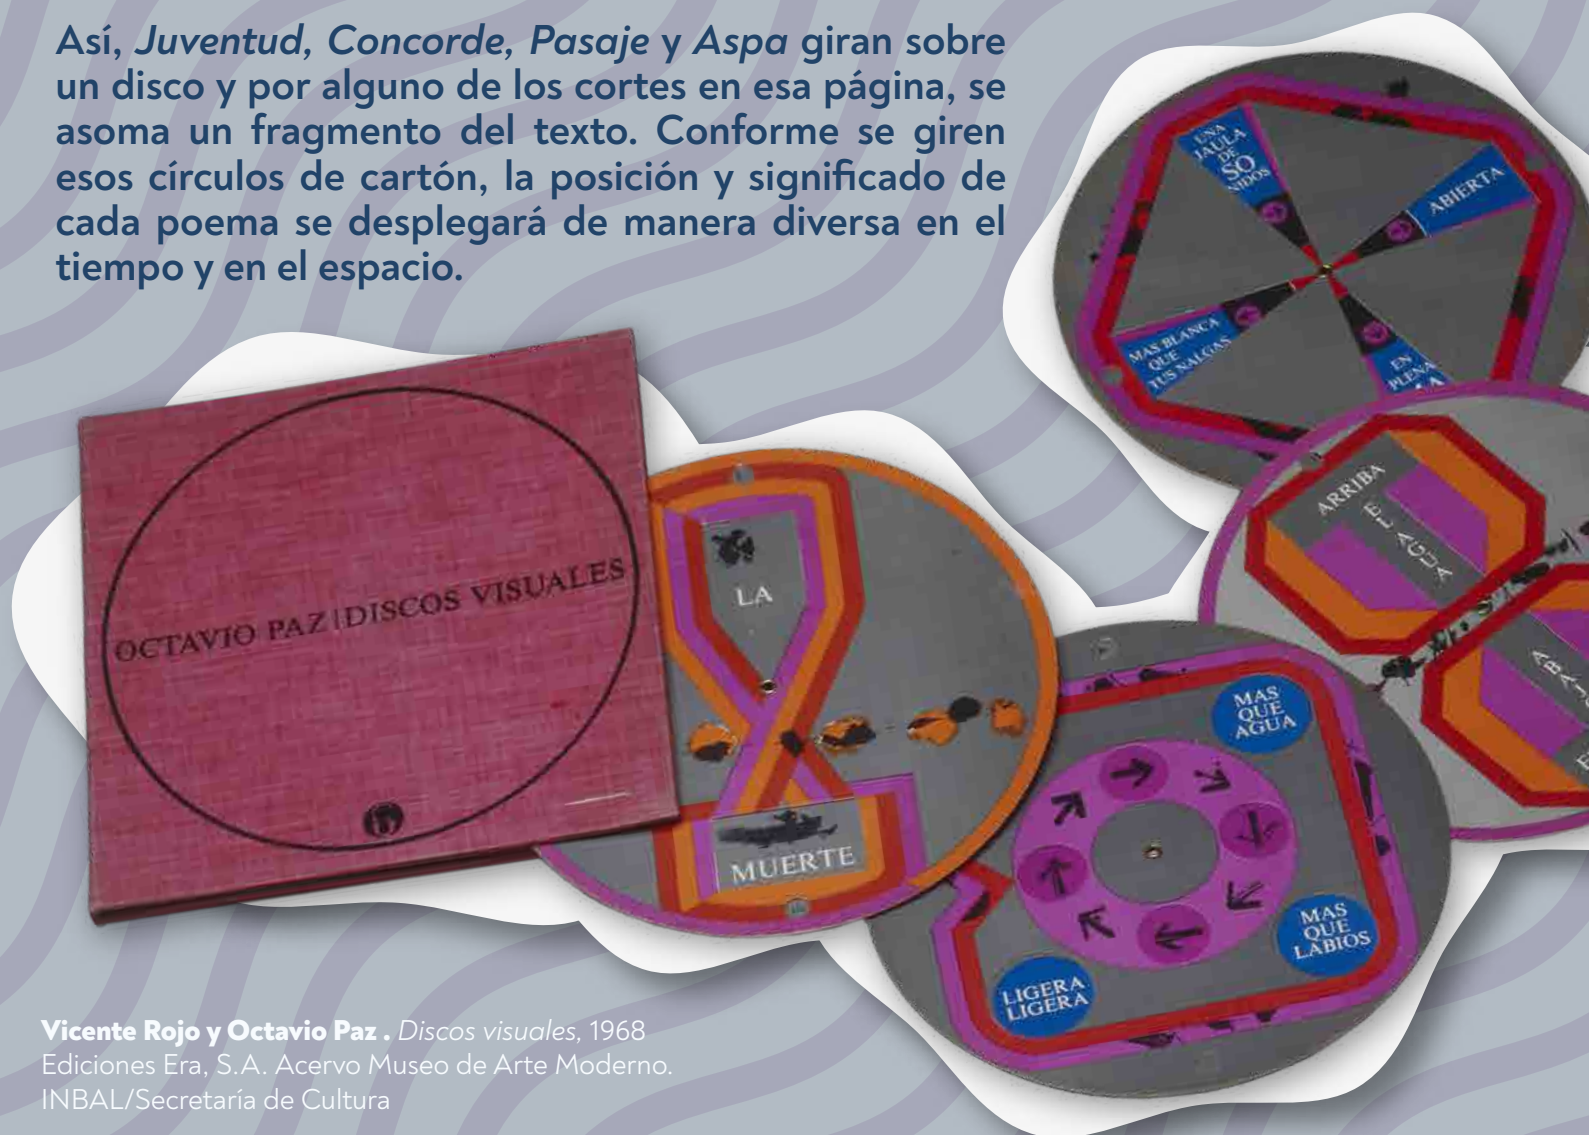 Así, Juventud, Concorde, Pasaje y Aspa giran sobre
un disco y por alguno de los cortes en esa página, se
asoma un fragmento del texto. Conforme se giren
esos círculos de cartón, la posición y significado de
cada poema se desplegará de manera diversa en el
tiempo y en el espacio.
UNA
JAULA
DE
SO
NIDOS
ABIERTA
MAS BLANCA
QUE
TUS NALGAS
EN
PLENA
ARRIBA
EL
AGUA
ABAJO
OCTAVIO PAZ | DISCOS VISUALES
LA
MUERTE
MAS
QUE
AGUA
MAS
QUE
LABIOS
LIGERA
LIGERA
Vicente Rojo y Octavio Paz . Discos visuales, 1968
Ediciones Era, S.A. Acervo Museo de Arte Moderno.
INBAL/Secretaría de Cultura